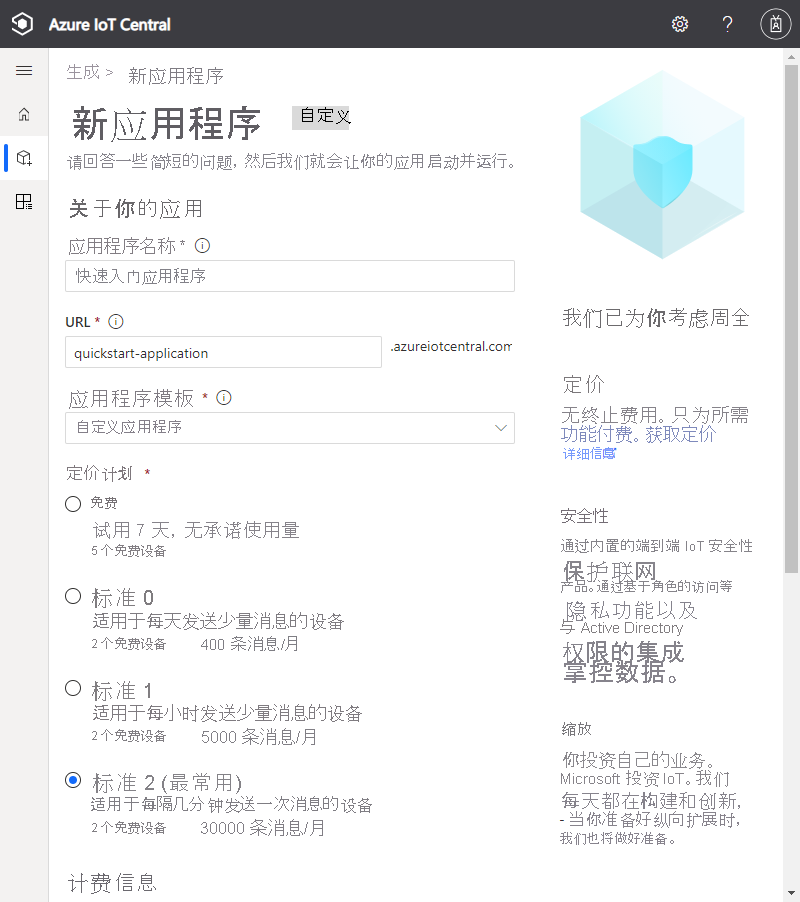 Azure IoT Central
生成 > 新应用程序
新应用程序 自定义
请回答一些简短的问题，然后我们就会让你的应用启动并运行。
关于你的应用
应用程序名称 *
快速入门应用程序
URL *
quickstart-application .azureiotcentral.com
应用程序模板 *
自定义应用程序
定价计划 *
免费
试用 7 天，无承诺使用量
5 个免费设备
标准 0
适用于每天发送少量消息的设备
2 个免费设备 400 条消息/月
标准 1
适用于每小时发送少量消息的设备
2 个免费设备 5000 条消息/月
标准 2 (最常用)
适用于每隔几分钟发送一次消息的设备
2 个免费设备 30000 条消息/月
计费信息
我们已为你考虑周全
定价
无终止费用。只为所需
功能付费。获取定价
详细信息
安全性
通过内置的端到端 IoT 安全性
保护联网
产品。通过基于角色的访问等
隐私功能以及
与 Active Directory
权限的集成
掌控数据。
缩放
你投资自己的业务。
Microsoft 投资 IoT。我们
每天都在构建和创新，
- 当你准备好纵向扩展时，
我们也将做好准备。